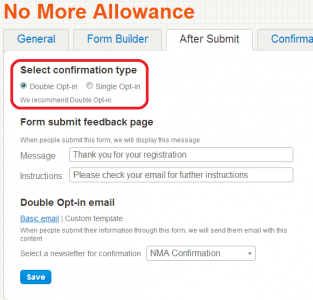 No More Allowance
General Form Builder After Submit Confirma
Select confirmation type
Double Opt-in Single Opt-in
We recommend Double Opt-in
Form submit feedback page
When people submit this form, we will display this message
Message Thank you for your registration
Instructions Please check your email for further instructions
Double Opt-in email
Basic email | Custom template
When people submit their information through this form, we will send them email with this
content
Select a newsletter for confirmation NMA Confirmation
Save